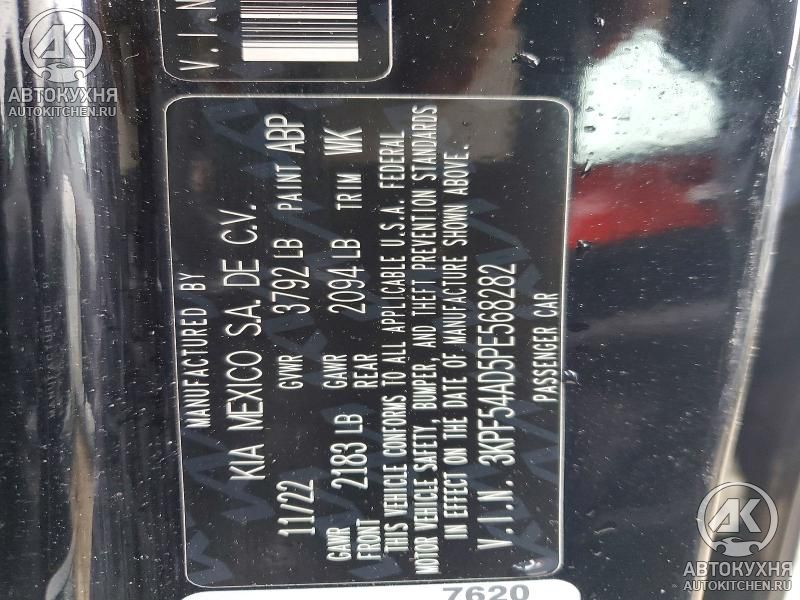 V.I.N
MANUFACTURED BY
KIA MEXICO S.A. DE C.V.
11/22 GVWR 3792 LB PAINT ABP
GAWR FRONT 2183 LB GAWR REAR 2094 LB TRIM WK
THIS VEHICLE CONFORMS TO ALL APPLICABLE U.S.A. FEDERAL
MOTOR VEHICLE SAFETY, BUMPER, AND THEFT PREVENTION STANDARDS
IN EFFECT ON THE DATE OF MANUFACTURE SHOWN ABOVE.
V.I.N. 3KPF54AD5PE568282
PASSENGER CAR
7620
АК
АВТОКУХНЯ
AUTOKITCHEN.RU
АК
АВТОКУХНЯ
AUTOKITCHEN.RU